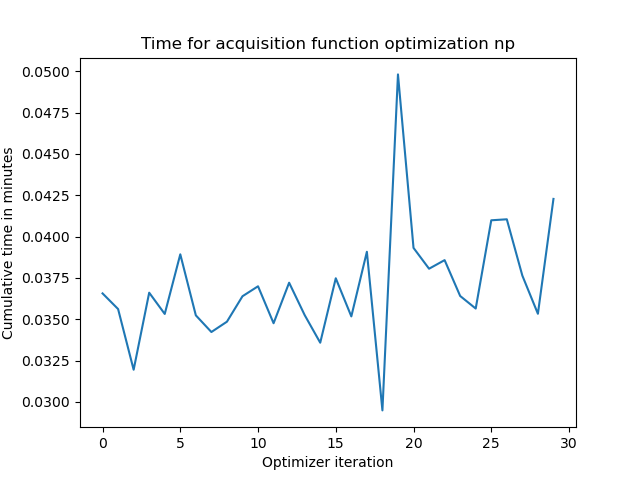 Time for acquisition function optimization np
Cumulative time in minutes
0.0500
0.0475
0.0450
0.0425
0.0400
0.0375
0.0350
0.0325
0.0300
0 5 10 15 20 25 30
Optimizer iteration